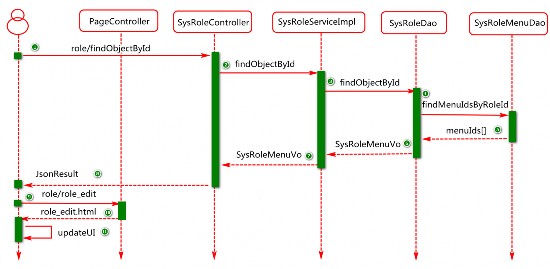 PageController
SysRoleController
SysRoleServiceImpl
SysRoleDao
SysRoleMenuDao
role/findObjectById
findObjectById
findObjectById
findMenuIdsByRoleId
menuIds[]
SysRoleMenuVo
SysRoleMenuVo
JsonResult
role/role_edit
role_edit.html
updateUI